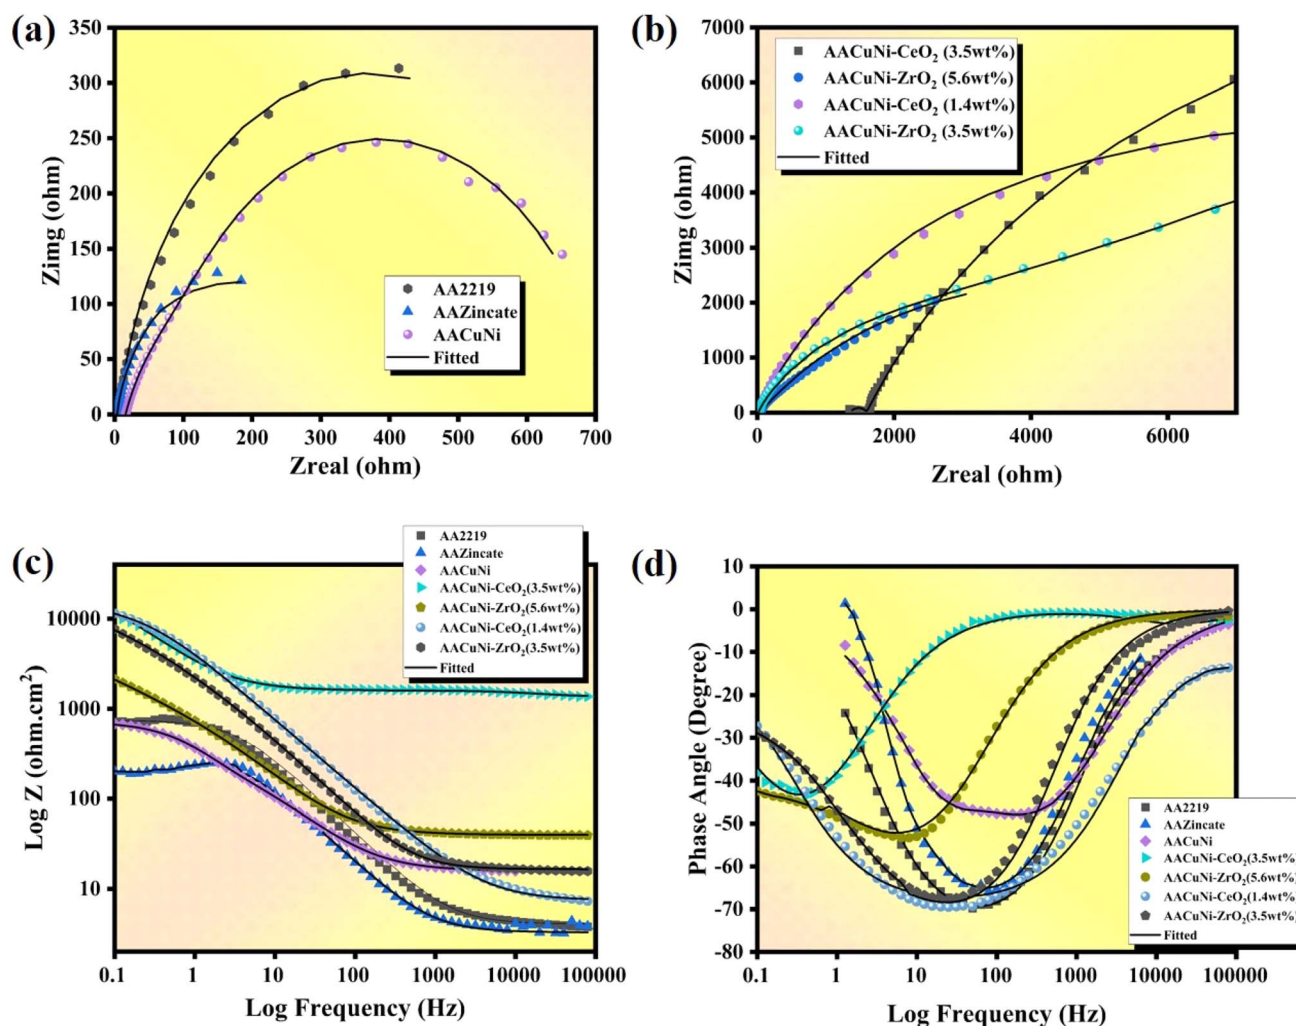 (a)
350
300
250
200
150
100
50
0
Zimg (ohm)
0 100 200 300 400 500 600 700
Zreal (ohm)
AA2219
AAZincate
AACuNi
Fitted
(b)
7000
6000
5000
4000
3000
2000
1000
0
Zimg (ohm)
0 2000 4000 6000
Zreal (ohm)
AACuNi-CeO₂ (3.5wt%)
AACuNi-ZrO₂ (5.6wt%)
AACuNi-CeO₂ (1.4wt%)
AACuNi-ZrO₂ (3.5wt%)
Fitted
(c)
10000
1000
100
10
Log Z (ohm.cm²)
0.1 1 10 100 1000 10000 100000
Log Frequency (Hz)
AA2219
AAZincate
AACuNi
AACuNi-CeO₂(3.5wt%)
AACuNi-ZrO₂(5.6wt%)
AACuNi-CeO₂(1.4wt%)
AACuNi-ZrO₂(3.5wt%)
Fitted
(d)
10
0
-10
-20
-30
-40
-50
-60
-70
-80
Phase Angle (Degree)
0.1 1 10 100 1000 10000 100000
Log Frequency (Hz)
AA2219
AAZincate
AACuNi
AACuNi-CeO₂(3.5wt%)
AACuNi-ZrO₂(5.6wt%)
AACuNi-CeO₂(1.4wt%)
AACuNi-ZrO₂(3.5wt%)
Fitted